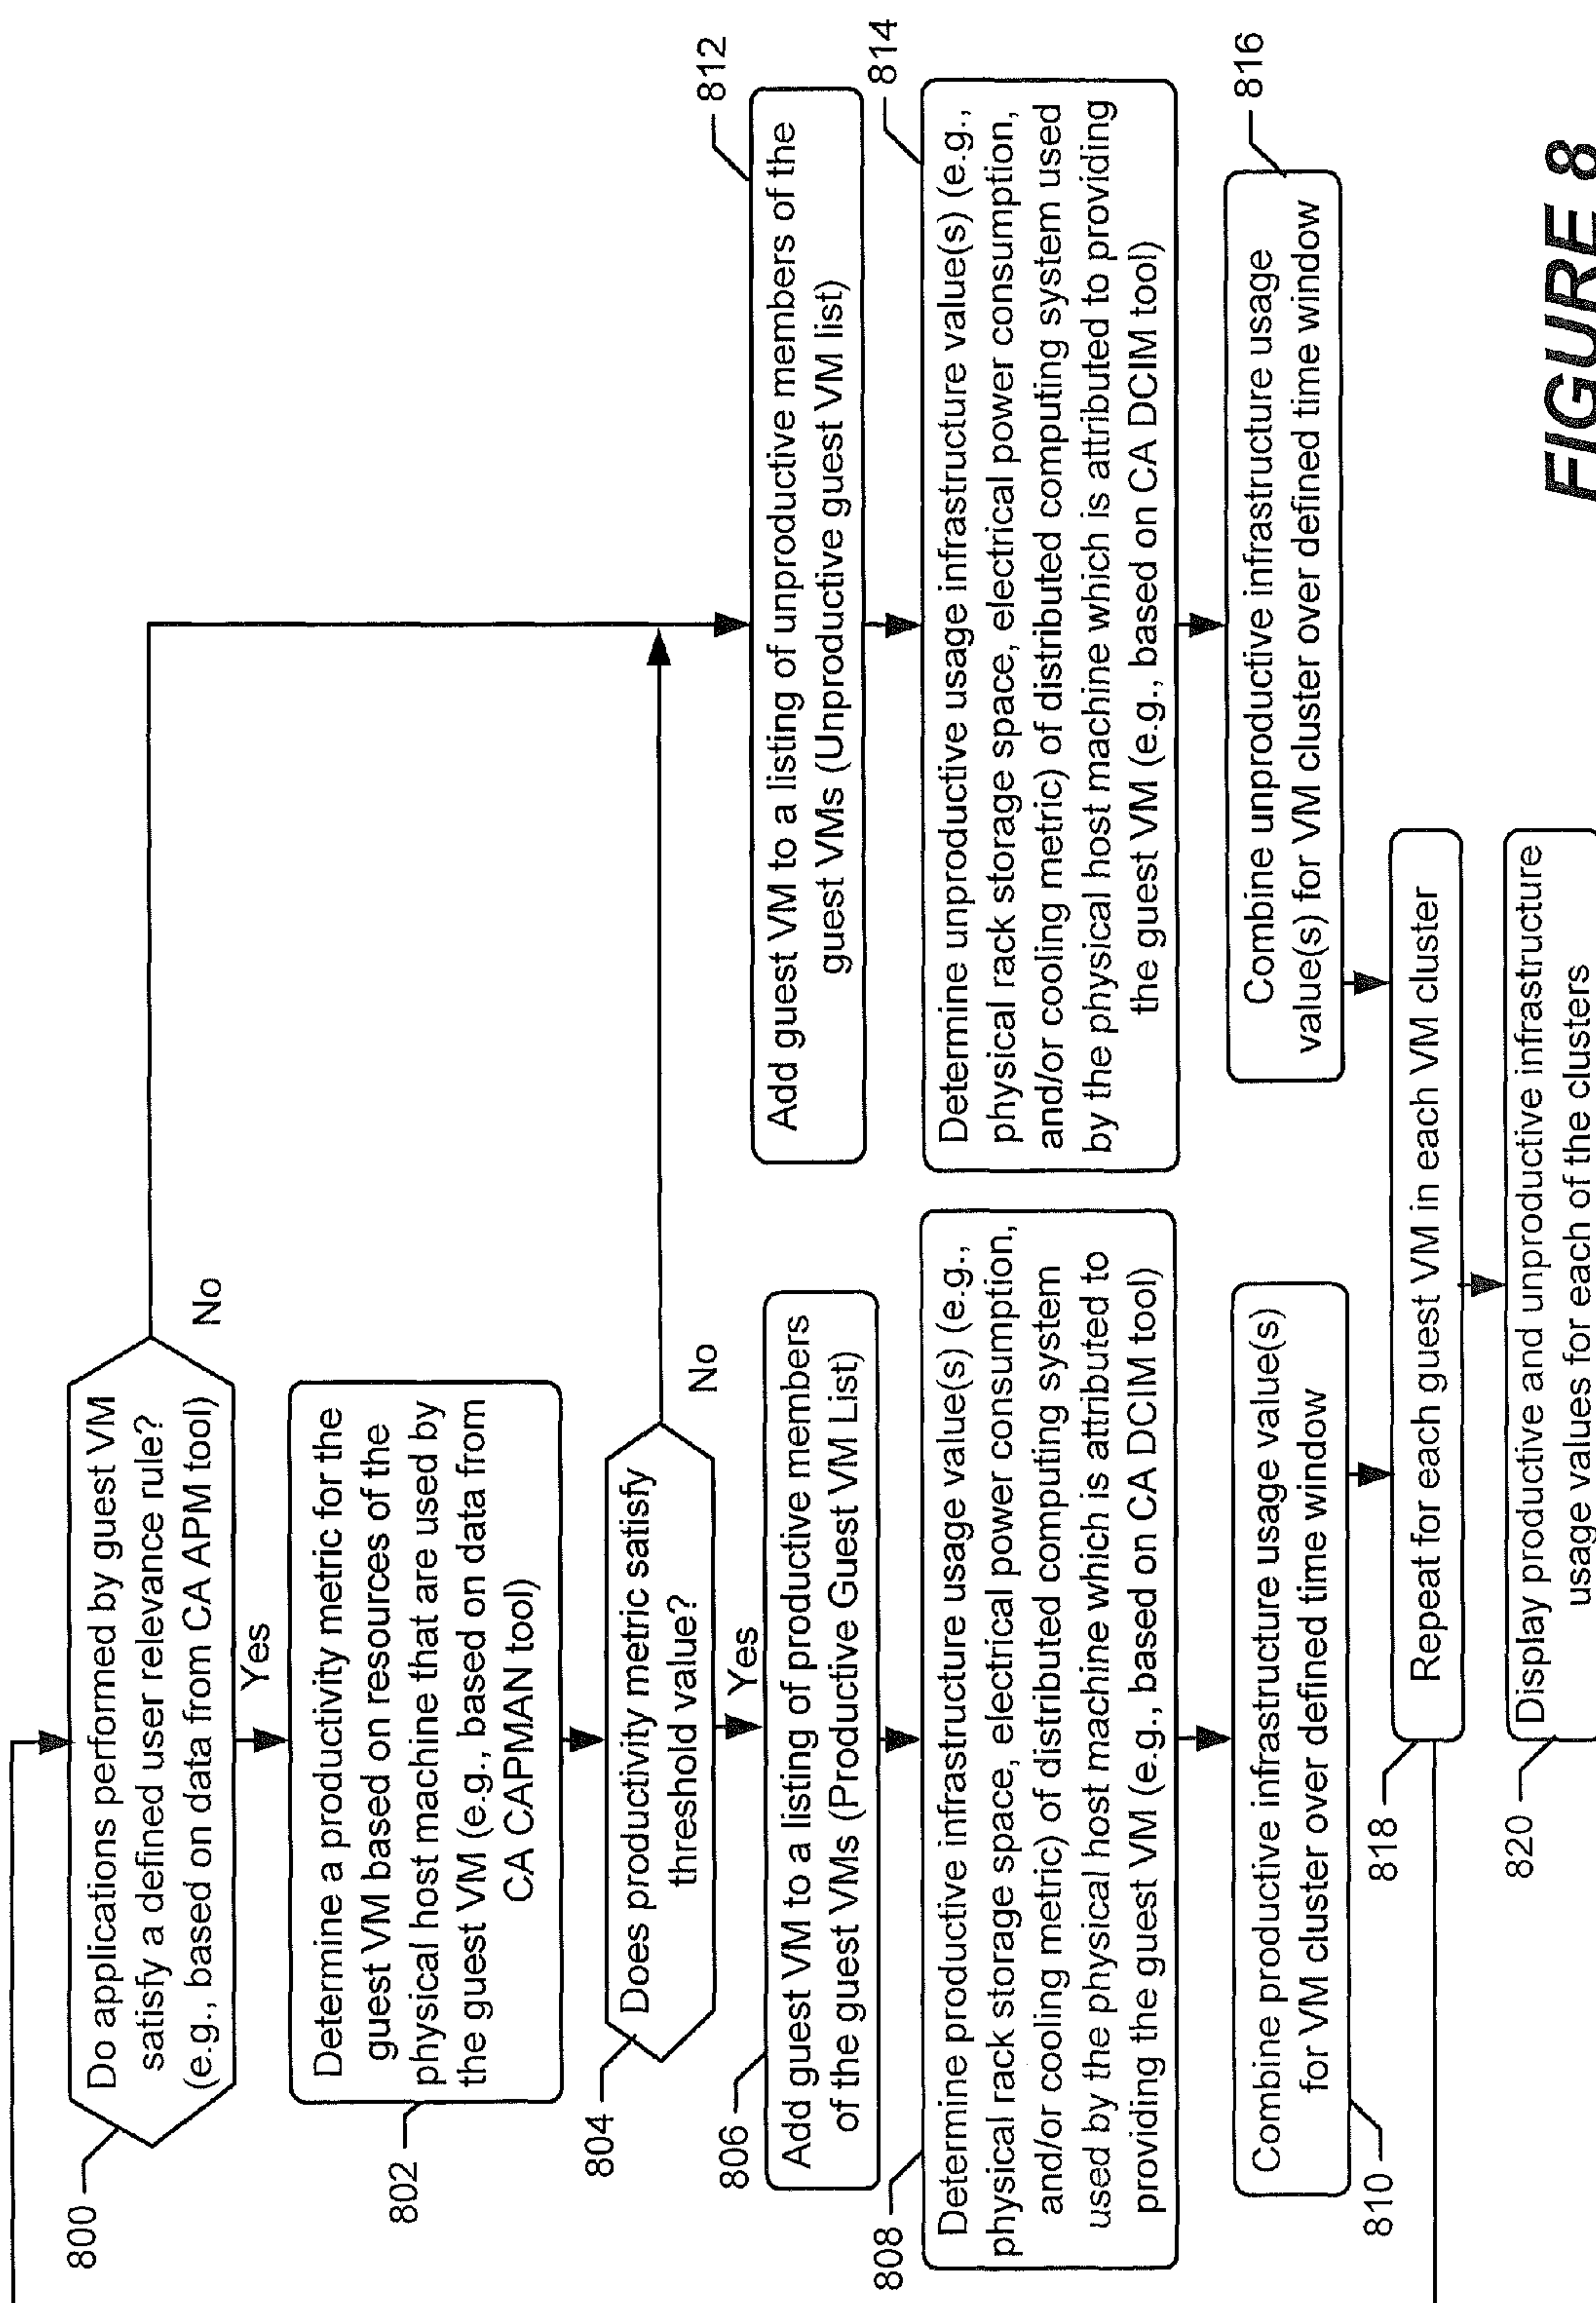 800
Do applications performed by guest VM
satisfy a defined user relevance rule?
(e.g., based on data from CA APM tool)
No
Yes
802
Determine a productivity metric for the
guest VM based on resources of the
physical host machine that are used by
the guest VM (e.g., based on data from
CA CAPMAN tool)
804
Does productivity metric satisfy
threshold value?
No
Yes
806
Add guest VM to a listing of productive members
of the guest VMs (Productive Guest VM List)
808
Determine productive infrastructure usage value(s) (e.g.,
physical rack storage space, electrical power consumption,
and/or cooling metric) of distributed computing system
used by the physical host machine which is attributed to
providing the guest VM (e.g., based on CA DCIM tool)
810
Combine productive infrastructure usage value(s)
for VM cluster over defined time window
812
Add guest VM to a listing of unproductive members of the
guest VMs (Unproductive guest VM list)
814
Determine unproductive usage infrastructure value(s) (e.g.,
physical rack storage space, electrical power consumption,
and/or cooling metric) of distributed computing system used
by the physical host machine which is attributed to providing
the guest VM (e.g., based on CA DCIM tool)
816
Combine unproductive infrastructure usage
value(s) for VM cluster over defined time window
818
Repeat for each guest VM in each VM cluster
820
Display productive and unproductive infrastructure
usage values for each of the clusters
FIGURE 8